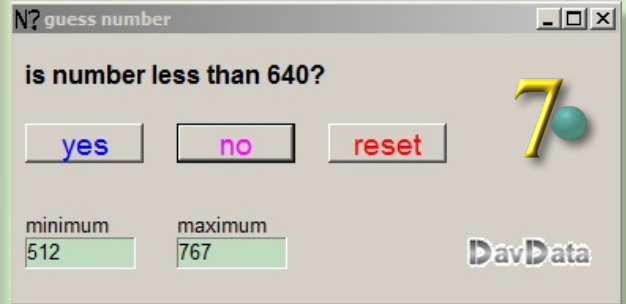 N? guess number
is number less than 640?
yes no reset
7
minimum maximum
512 767
DavData